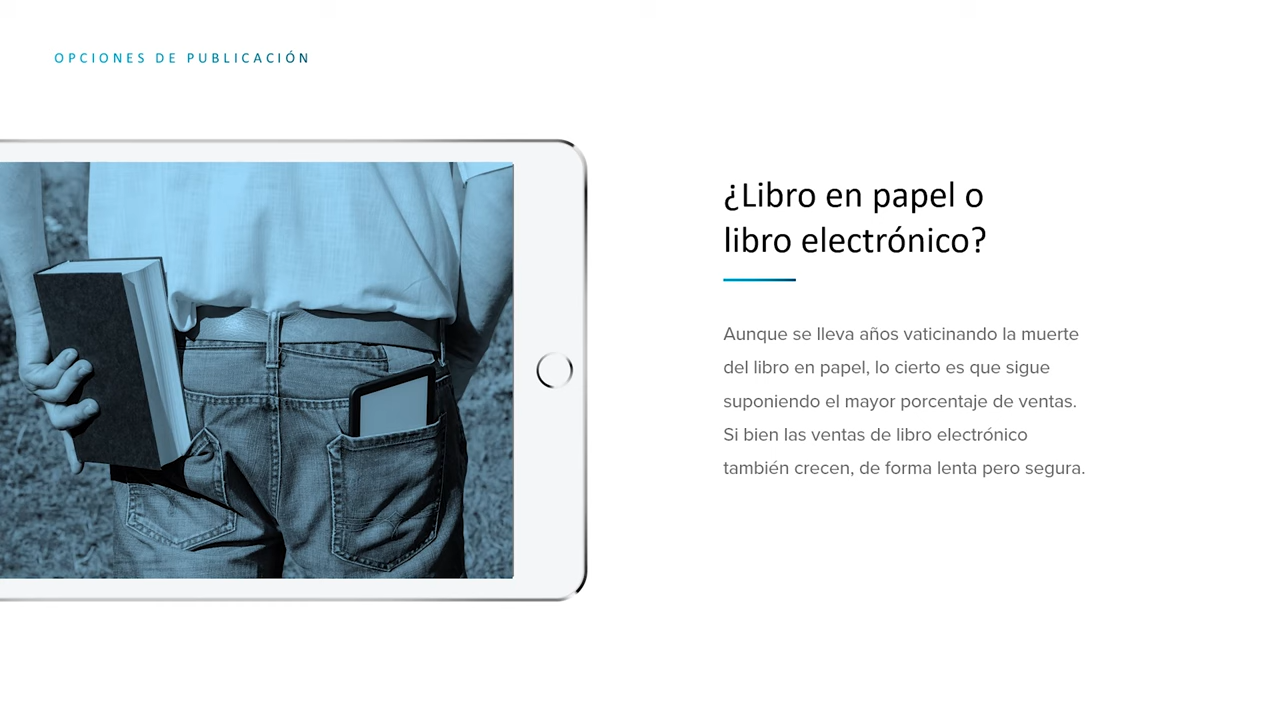 OPCIONES DE PUBLICACIÓN
¿Libro en papel o
libro electrónico?
Aunque se lleva años vaticinando la muerte
del libro en papel, lo cierto es que sigue
suponiendo el mayor porcentaje de ventas.
Si bien las ventas de libro electrónico
también crecen, de forma lenta pero segura.